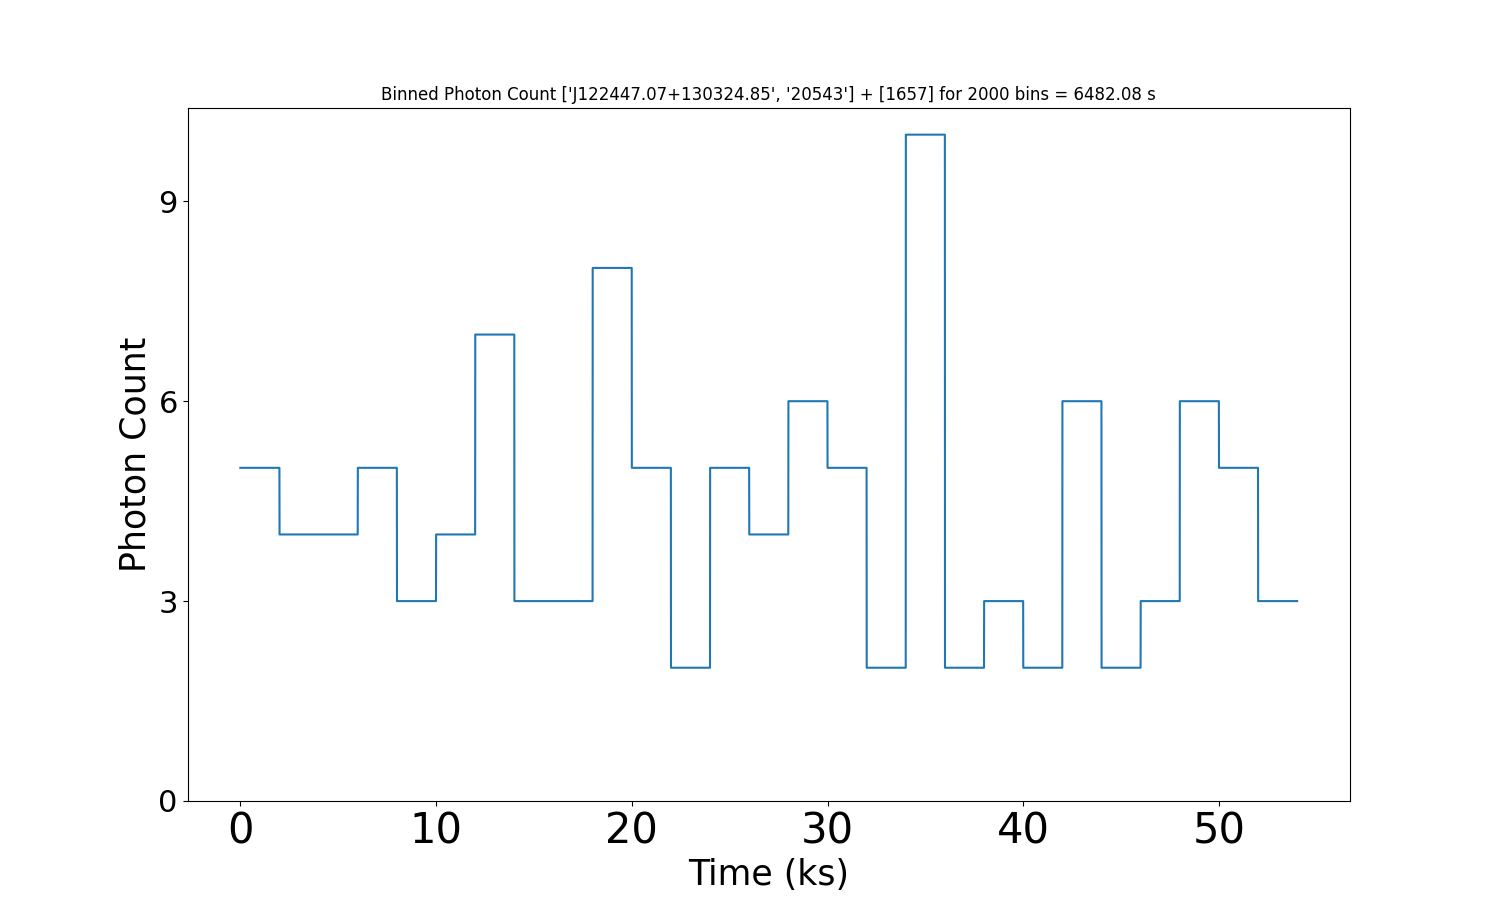 Binned Photon Count ['J122447.07+130324.85', '20543'] + [1657] for 2000 bins = 6482.08 s
9
6
3
0
Photon Count
0 10 20 30 40 50
Time (ks)